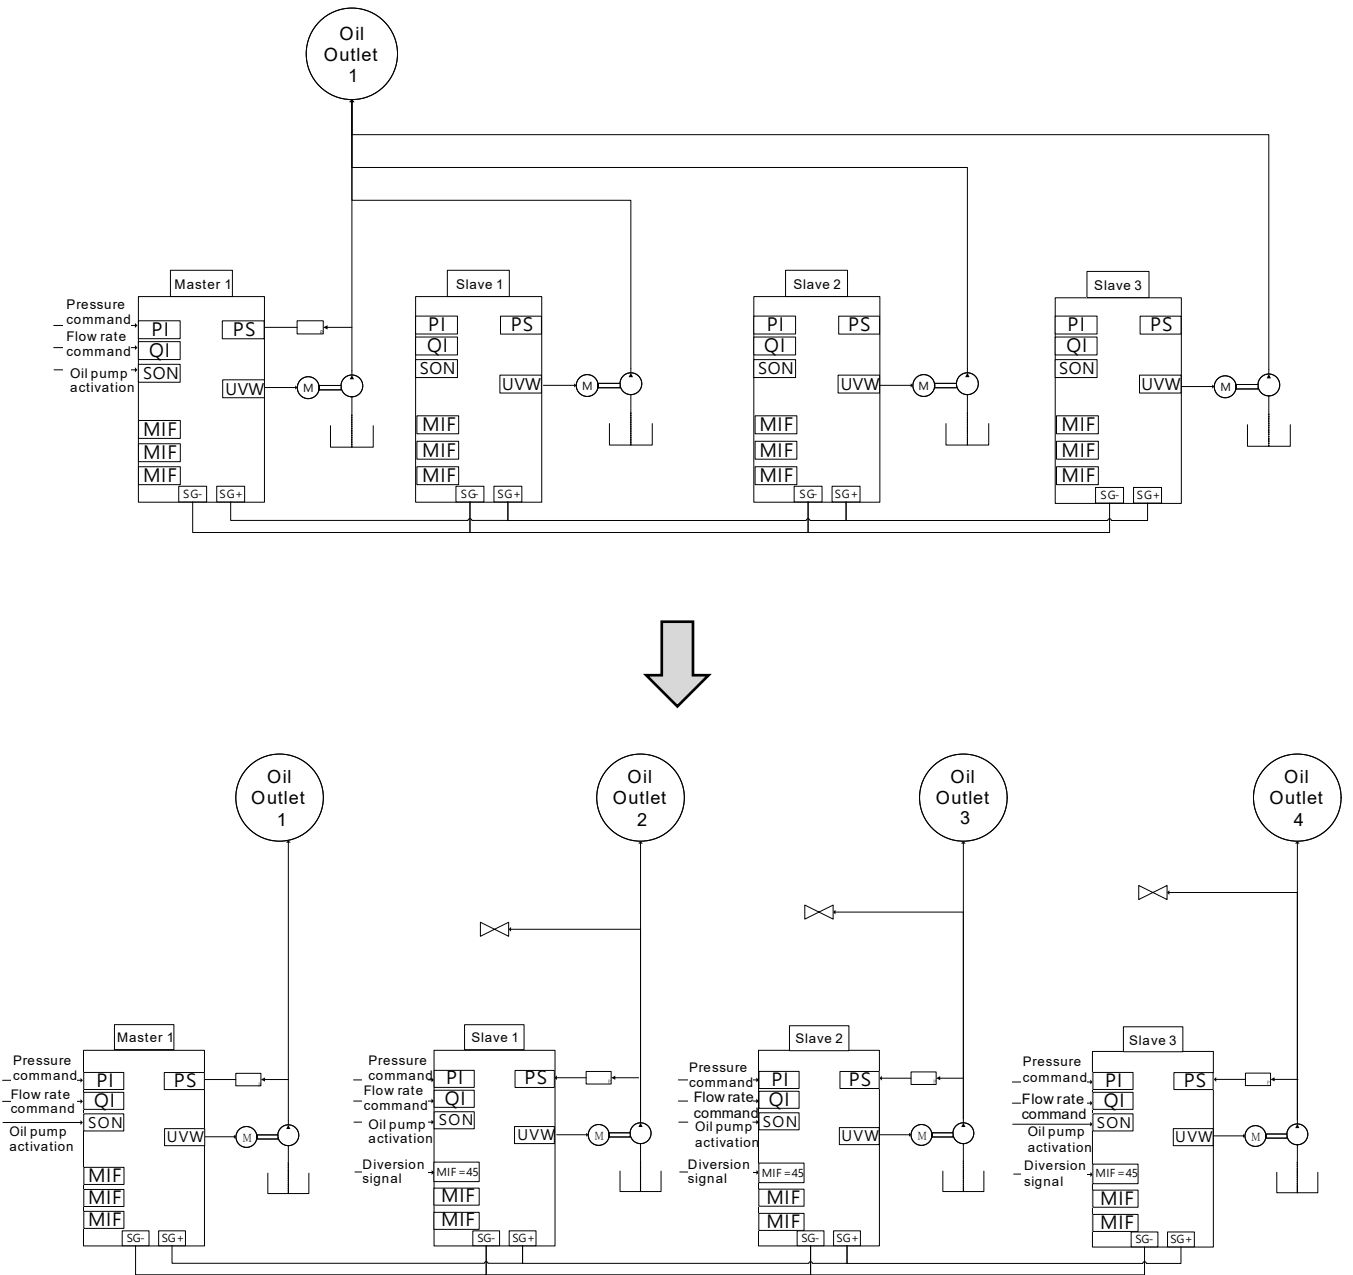 Oil
Outlet
1
Master 1
Slave 1
Slave 2
Slave 3
Pressure
command
Flow rate
command
Oil pump
activation
PI
QI
SON
MIF
MIF
MIF
PS
UVW
M
SG-
SG+
PI
QI
SON
MIF
MIF
MIF
PS
UVW
M
SG-
SG+
PI
QI
SON
MIF
MIF
MIF
PS
UVW
M
SG-
SG+
PI
QI
SON
MIF
MIF
MIF
PS
UVW
M
SG-
SG+
Oil
Outlet
1
Oil
Outlet
2
Oil
Outlet
3
Oil
Outlet
4
Master 1
Pressure
command
Flow rate
command
Oil pump
activation
PI
QI
SON
MIF
MIF
MIF
PS
UVW
M
SG-
SG+
Slave 1
Pressure
command
Flow rate
command
Oil pump
activation
Diversion
signal
PI
QI
SON
MIF=45
MIF
MIF
PS
UVW
M
SG-
SG+
Slave 2
Pressure
command
Flow rate
command
Oil pump
activation
Diversion
signal
PI
QI
SON
MIF=45
MIF
MIF
PS
UVW
M
SG-
SG+
Slave 3
Pressure
command
Flow rate
command
Oil pump
activation
Diversion
signal
PI
QI
SON
MIF=45
MIF
MIF
PS
UVW
M
SG-
SG+